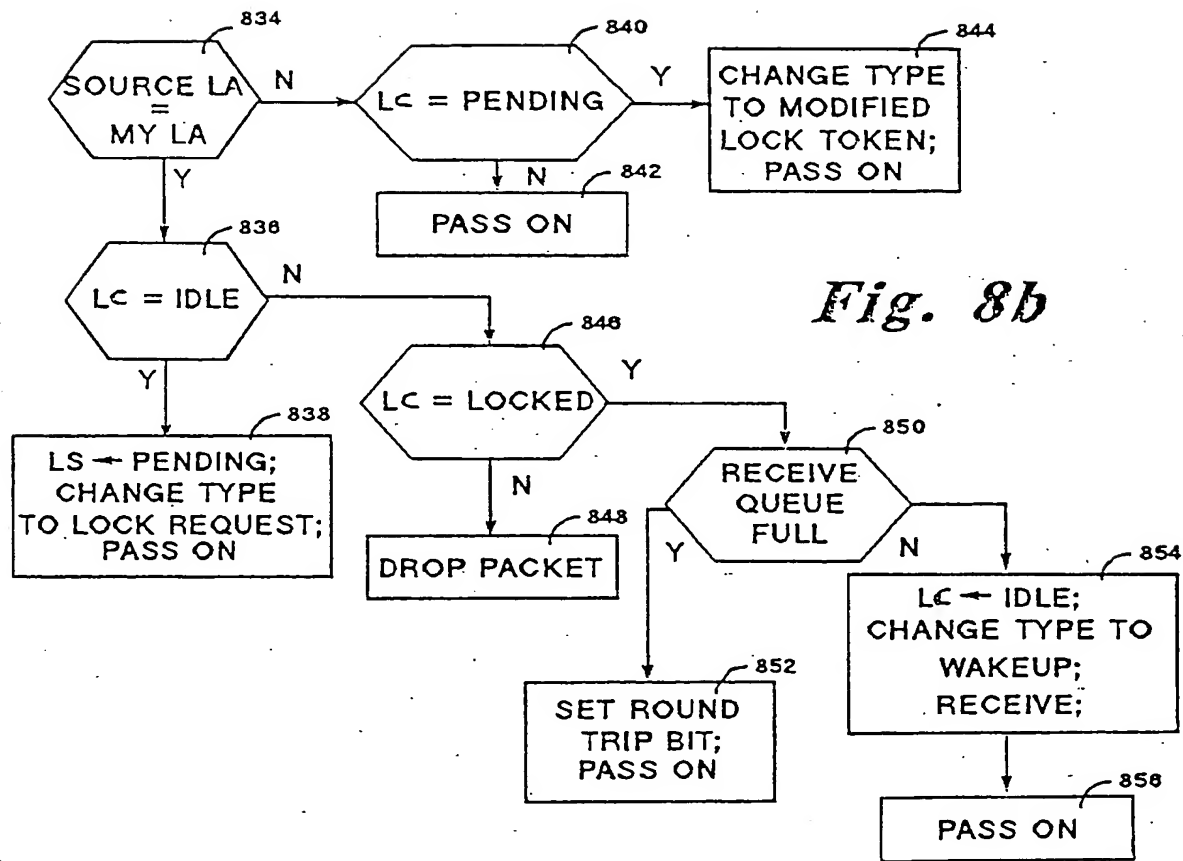 834
SOURCE LA
=
MY LA
N
Y
840
LC = PENDING
Y
N
844
CHANGE TYPE
TO MODIFIED
LOCK TOKEN;
PASS ON
842
PASS ON
836
LC = IDLE
N
Y
Fig. 8b
838
LS ← PENDING;
CHANGE TYPE
TO LOCK REQUEST;
PASS ON
846
LC = LOCKED
Y
N
848
DROP PACKET
850
RECEIVE
QUEUE
FULL
Y
N
852
SET ROUND
TRIP BIT;
PASS ON
854
LC ← IDLE;
CHANGE TYPE TO
WAKEUP;
RECEIVE;
856
PASS ON